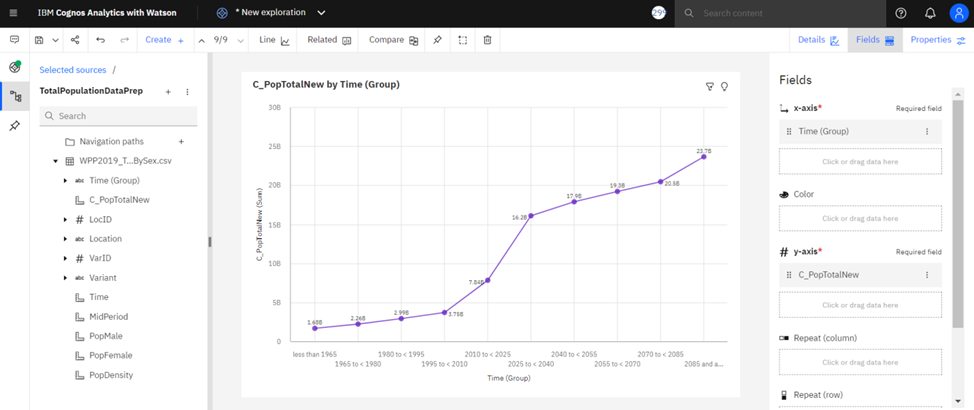 IBM Cognos Analytics with Watson
* New exploration
295
Search content
Create +
9/9
Line
Related
Compare
Details
Fields
Properties
Selected sources /
TotalPopulationDataPrep
Search
Navigation paths
WPP2019_T...BySex.csv
abc Time (Group)
C_PopTotalNew
# LocID
abc Location
# VarID
abc Variant
Time
MidPeriod
PopMale
PopFemale
PopDensity
C_PopTotalNew by Time (Group)
30B
25B
20B
15B
10B
5B
0
C_PopTotalNew (Sum)
1.68B
2.26B
2.99B
3.78B
7.84B
16.2B
17.9B
19.3B
20.5B
23.7B
less than 1965
1965 to < 1980
1980 to < 1995
1995 to < 2010
2010 to < 2025
2025 to < 2040
2040 to < 2055
2055 to < 2070
2070 to < 2085
2085 and a...
Time (Group)
Fields
x-axis* Required field
Time (Group)
Click or drag data here
Color
Click or drag data here
# y-axis* Required field
C_PopTotalNew
Click or drag data here
Repeat (column)
Click or drag data here
Repeat (row)